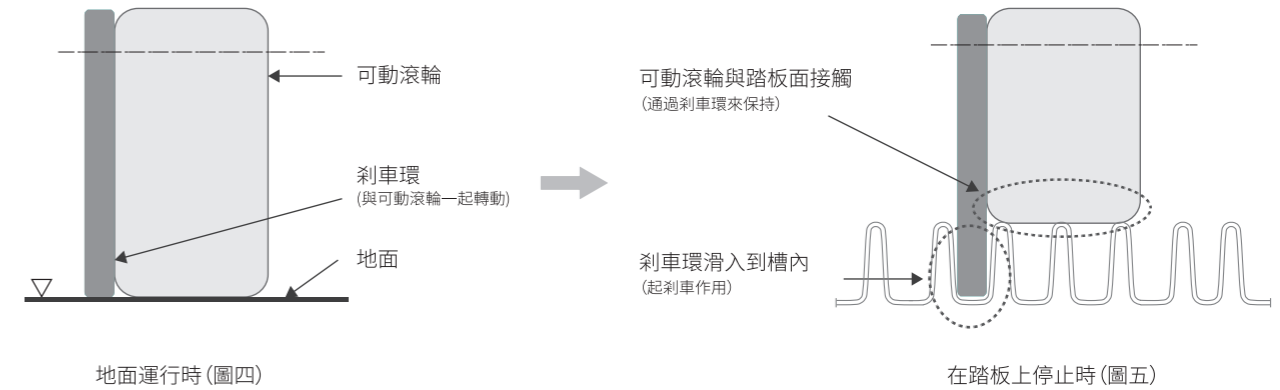 可動滾輪
剎車環
(與可動滾輪一起轉動)
地面
地面運行時(圖四)
可動滾輪與踏板面接觸
(通過剎車環來保持)
剎車環滑入到槽內
(起剎車作用)
在踏板上停止時(圖五)